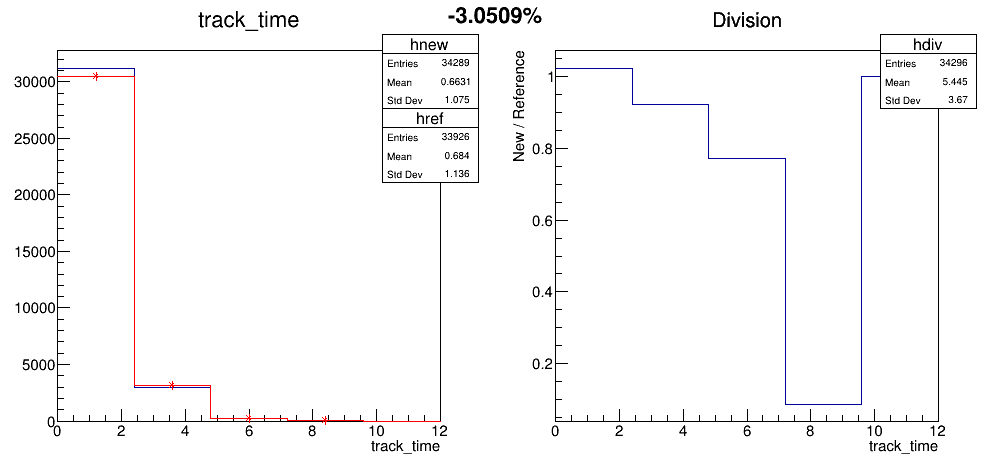 -3.0509%
track_time
hnew
Entries 34289
Mean 0.6631
Std Dev 1.075
href
Entries 33926
Mean 0.684
Std Dev 1.136
30000
25000
20000
15000
10000
5000
0
0 2 4 6 8 10 12
track_time
Division
hdiv
Entries 34296
Mean 5.445
Std Dev 3.67
New / Reference
1
0.8
0.6
0.4
0.2
0 2 4 6 8 10 12
track_time